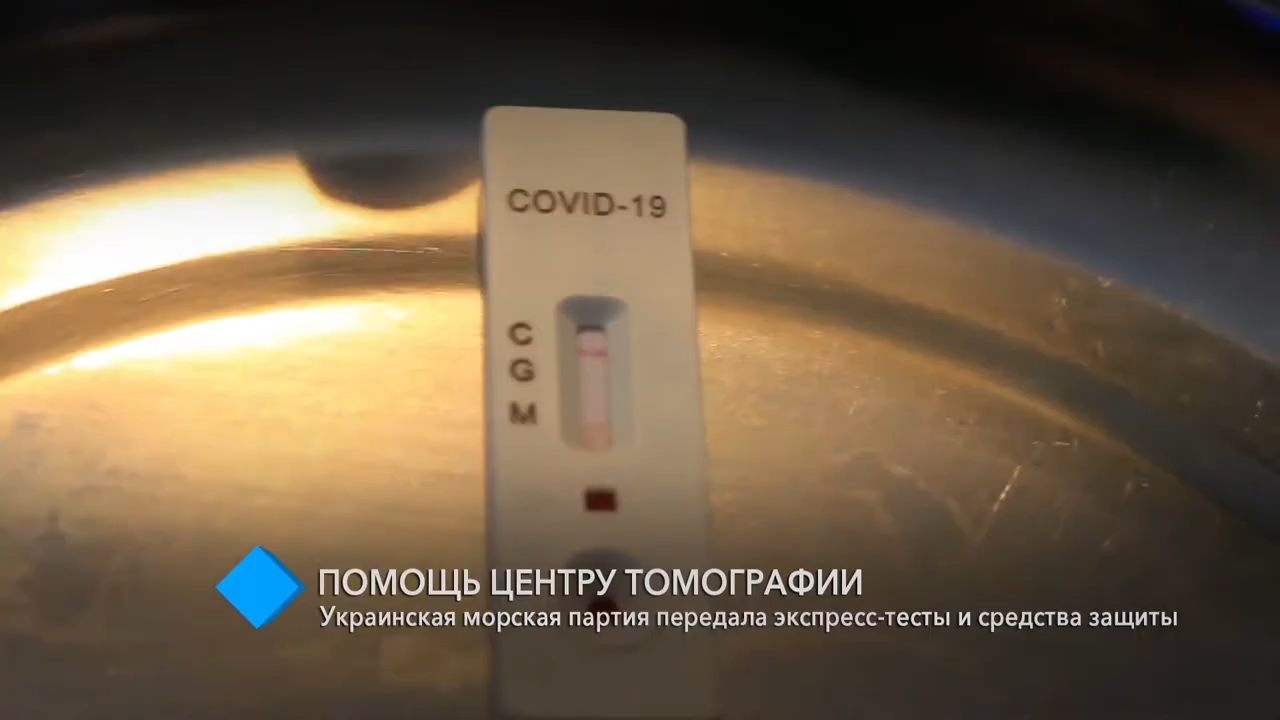 COVID-19
C
G
M
ПОМОЩЬ ЦЕНТРУ ТОМОГРАФИИ
Украинская морская партия передала экспресс-тесты и средства защиты